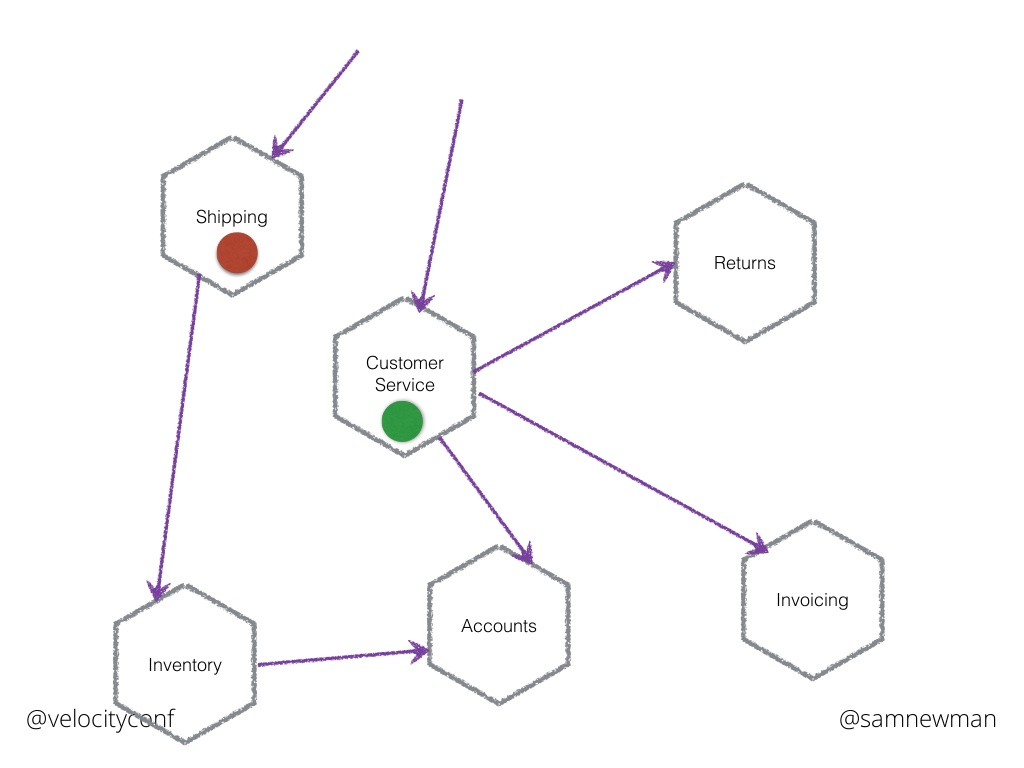 Shipping
Returns
Customer
Service
Invoicing
Accounts
Inventory
@velocityconf
@samnewman